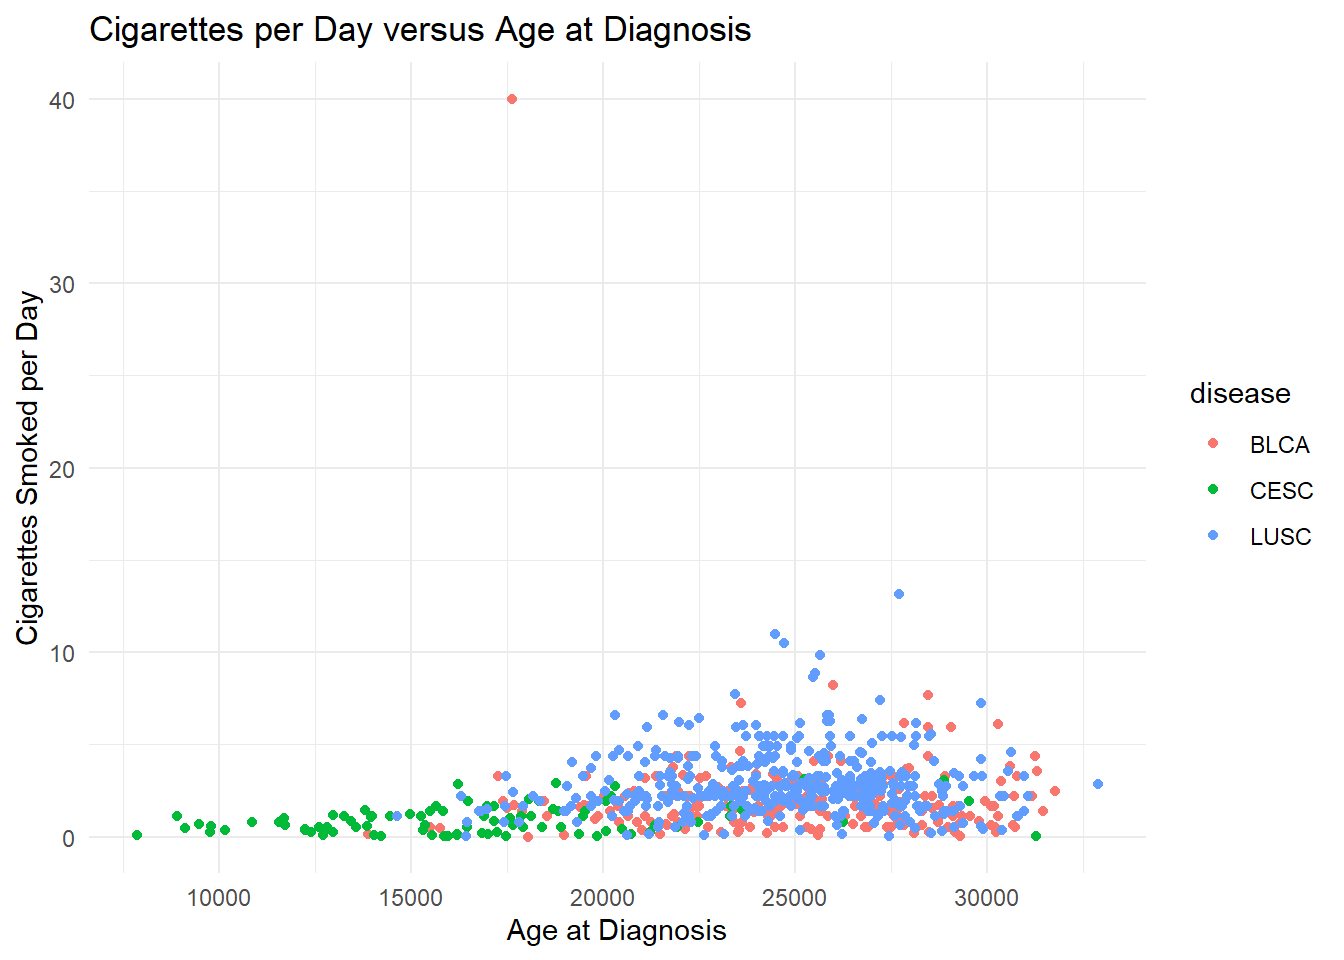 Cigarettes per Day versus Age at Diagnosis
40
30
20
10
0
Cigarettes Smoked per Day
10000 15000 20000 25000 30000
Age at Diagnosis
disease
BLCA
CESC
LUSC